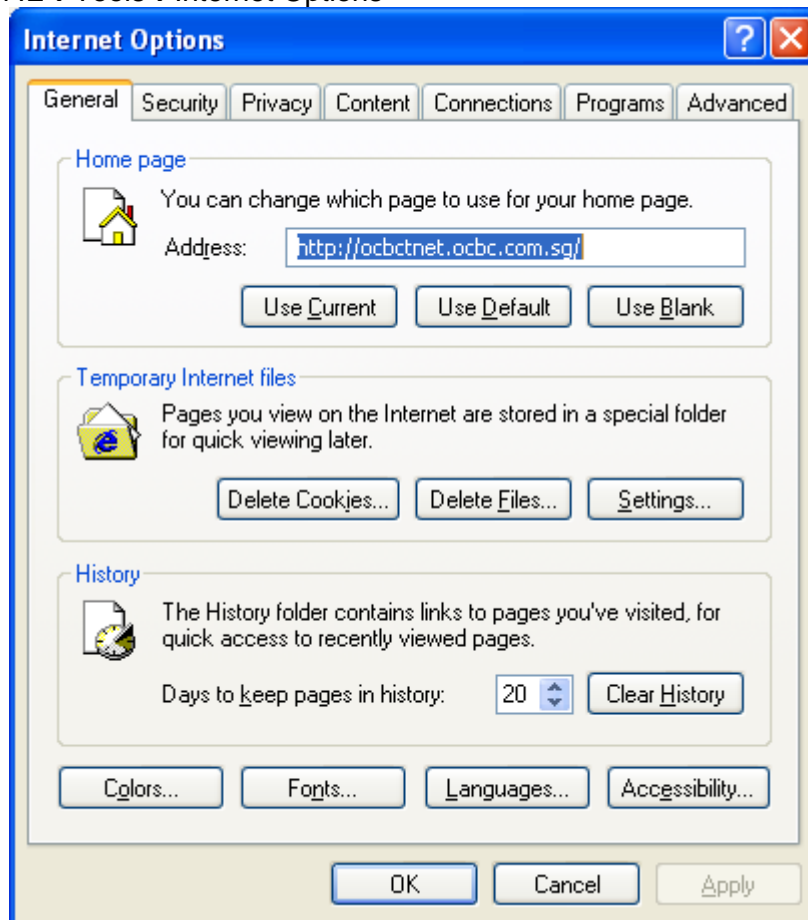 Tools
Internet Options
Internet Options
General Security Privacy Content Connections Programs Advanced
Home page
You can change which page to use for your home page.
Address: http://ocbctnet.ocbc.com.sg/
Use Current Use Default Use Blank
Temporary Internet files
Pages you view on the Internet are stored in a special folder
for quick viewing later.
Delete Cookies... Delete Files... Settings...
History
The History folder contains links to pages you've visited, for
quick access to recently viewed pages.
Days to keep pages in history: 20 Clear History
Colors... Fonts... Languages... Accessibility...
OK Cancel Apply